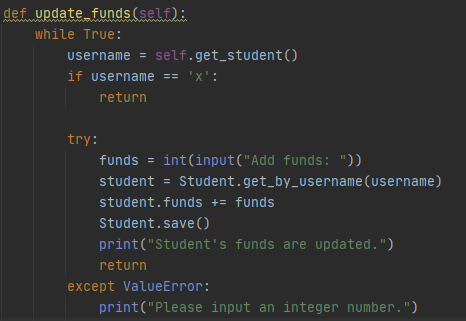 def update_funds(self):
    while True:
        username = self.get_student()
        if username == 'x':
            return

        try:
            funds = int(input("Add funds: "))
            student = Student.get_by_username(username)
            student.funds += funds
            Student.save()
            print("Student's funds are updated.")
            return
        except ValueError:
            print("Please input an integer number.")